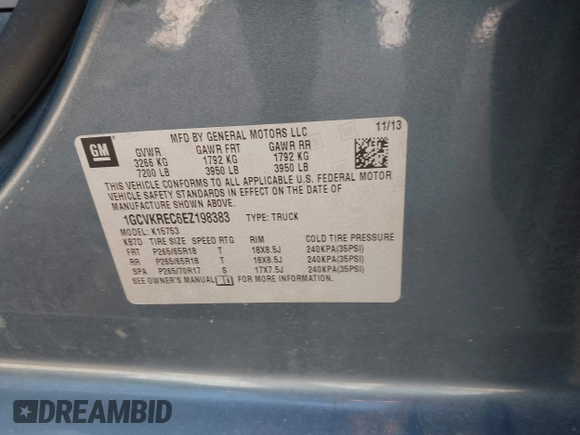 GM
MFD BY GENERAL MOTORS LLC
11/13
GVWR GAWR FRT GAWR RR
3266 KG 1792 KG 1792 KG
7200 LB 3950 LB 3950 LB
THIS VEHICLE CONFORMS TO ALL APPLICABLE U.S. FEDERAL MOTOR
VEHICLE SAFETY STANDARDS IN EFFECT ON THE DATE OF
MANUFACTURE SHOWN ABOVE.
1GCVKREC6EZ198383 TYPE: TRUCK
MODEL: K15753
K87D TIRE SIZE SPEED RTG RIM COLD TIRE PRESSURE
FRT P265/65R18 T 18X8.5J 240KPA(35PSI)
RR P265/65R18 T 18X8.5J 240KPA(35PSI)
SPA P265/70R17 S 17X7.5J 240KPA(35PSI)
SEE OWNER'S MANUAL FOR MORE INFORMATION.
DREAMBID